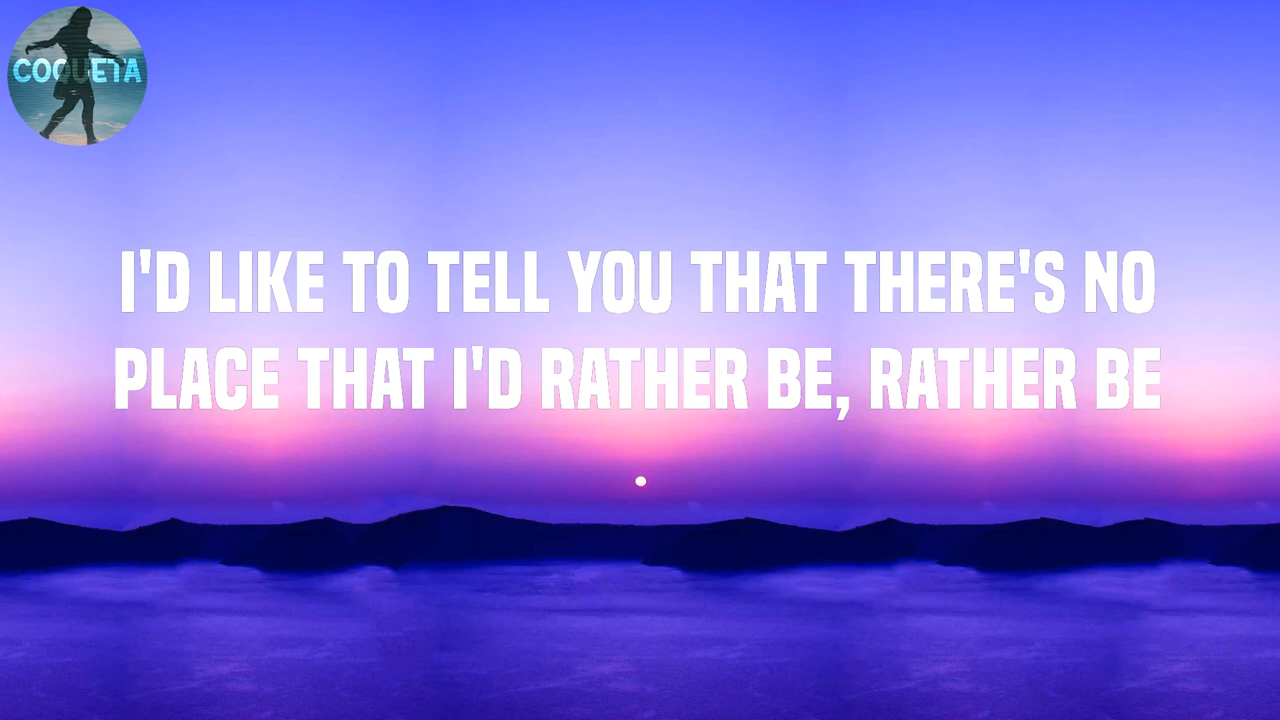 COQUETA
I'D LIKE TO TELL YOU THAT THERE'S NO
PLACE THAT I'D RATHER BE, RATHER BE